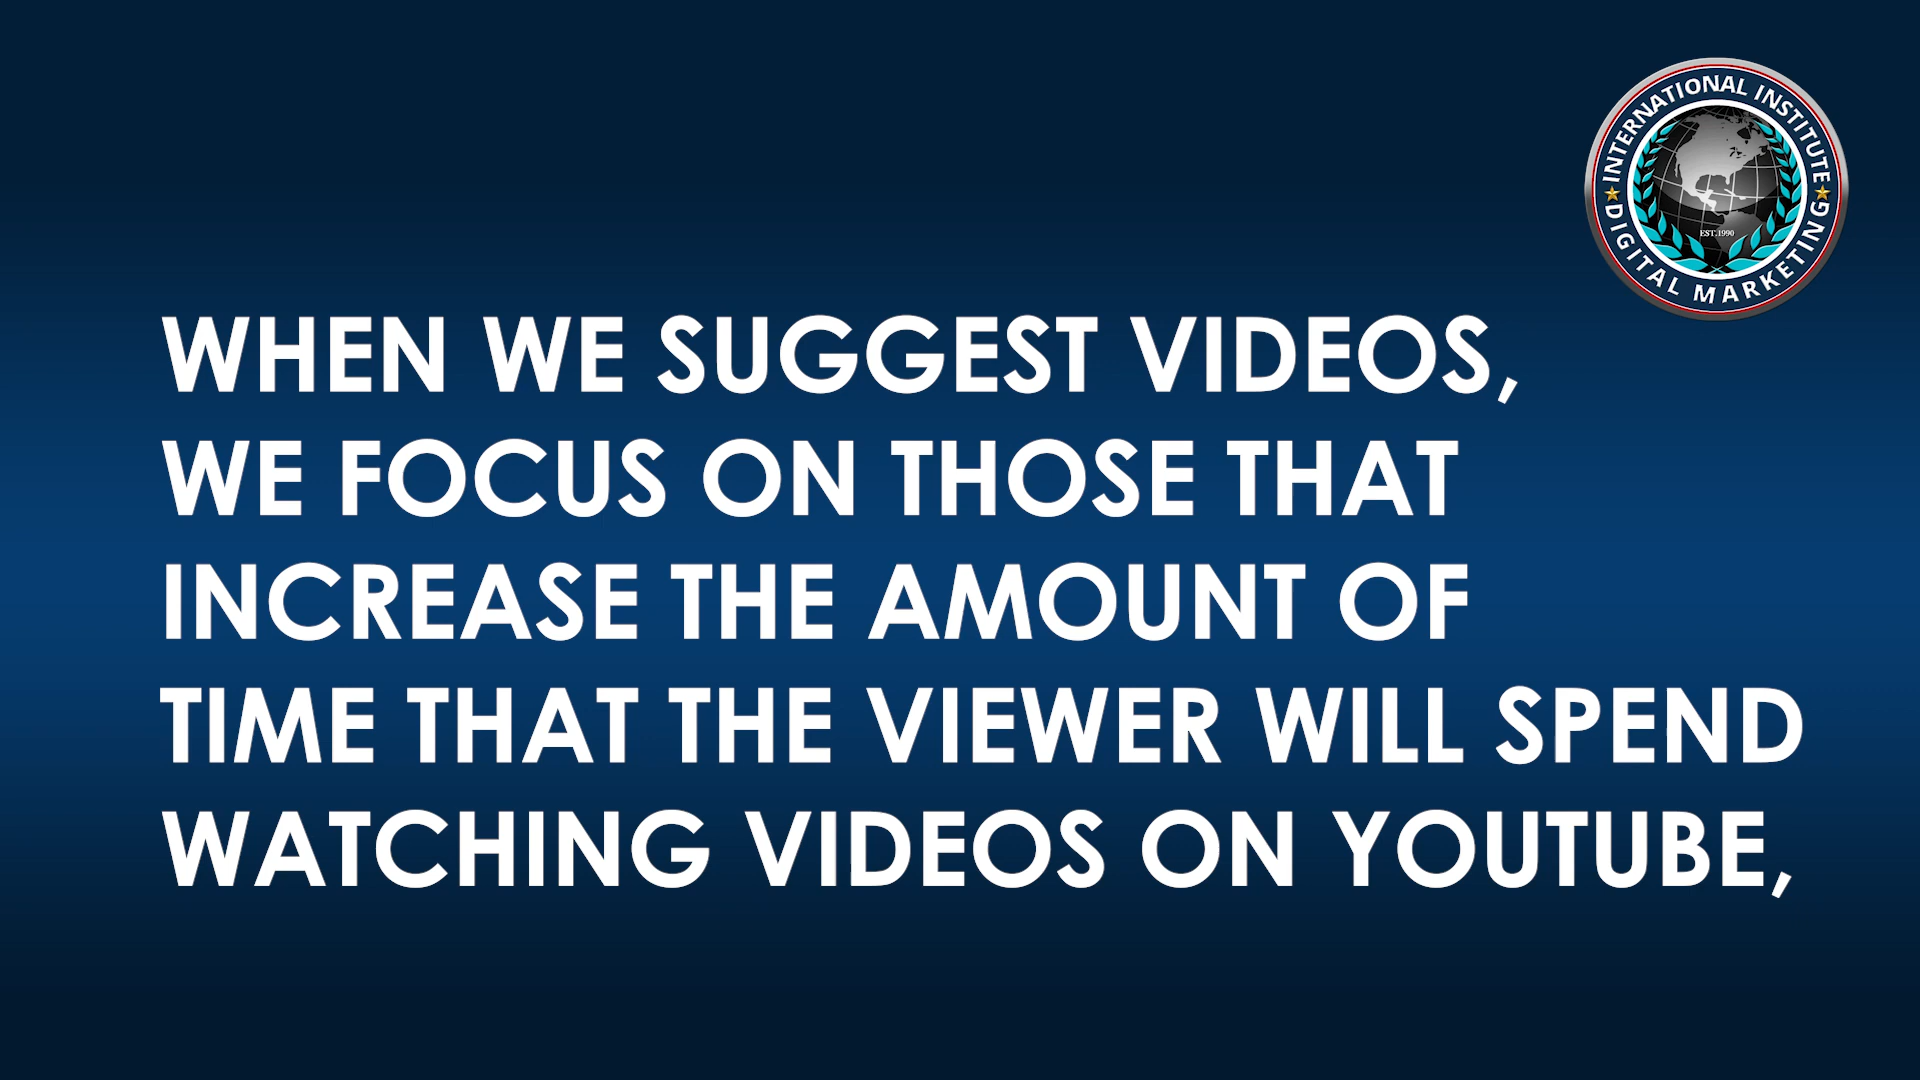 INTERNATIONAL INSTITUTE
EST.1990
DIGITAL MARKETING
WHEN WE SUGGEST VIDEOS,
WE FOCUS ON THOSE THAT
INCREASE THE AMOUNT OF
TIME THAT THE VIEWER WILL SPEND
WATCHING VIDEOS ON YOUTUBE,